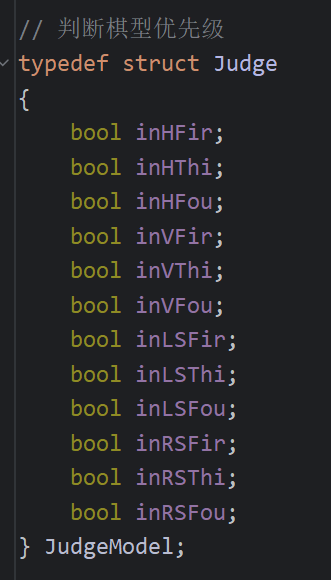 // 判断棋型优先级
typedef struct Judge
{
bool inHFir;
bool inHThi;
bool inHFou;
bool inVFir;
bool inVThi;
bool inVFou;
bool inLSFir;
bool inLSThi;
bool inLSFou;
bool inRSFir;
bool inRSThi;
bool inRSFou;
} JudgeModel;